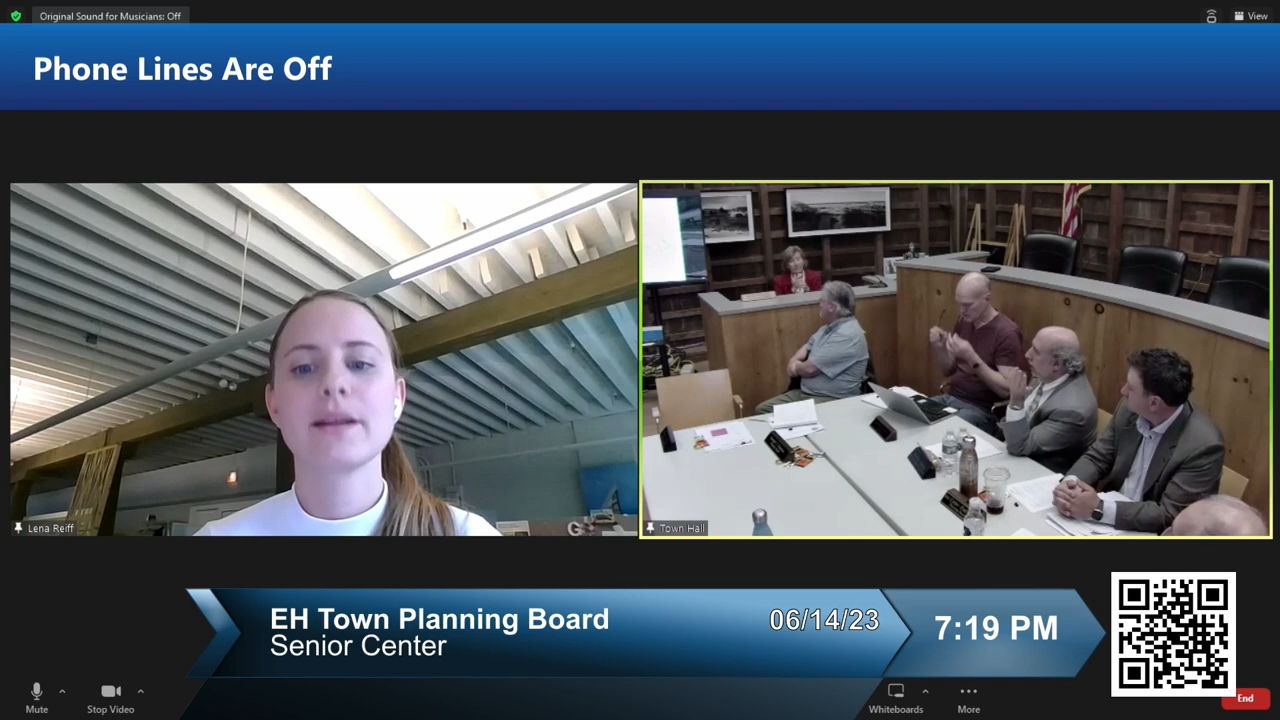 Original Sound for Musicians: Off
View
Phone Lines Are Off
Lena Reiff
Town Hall
EH Town Planning Board
06/14/23
7:19 PM
Senior Center
Mute
Stop Video
Whiteboards
More
End